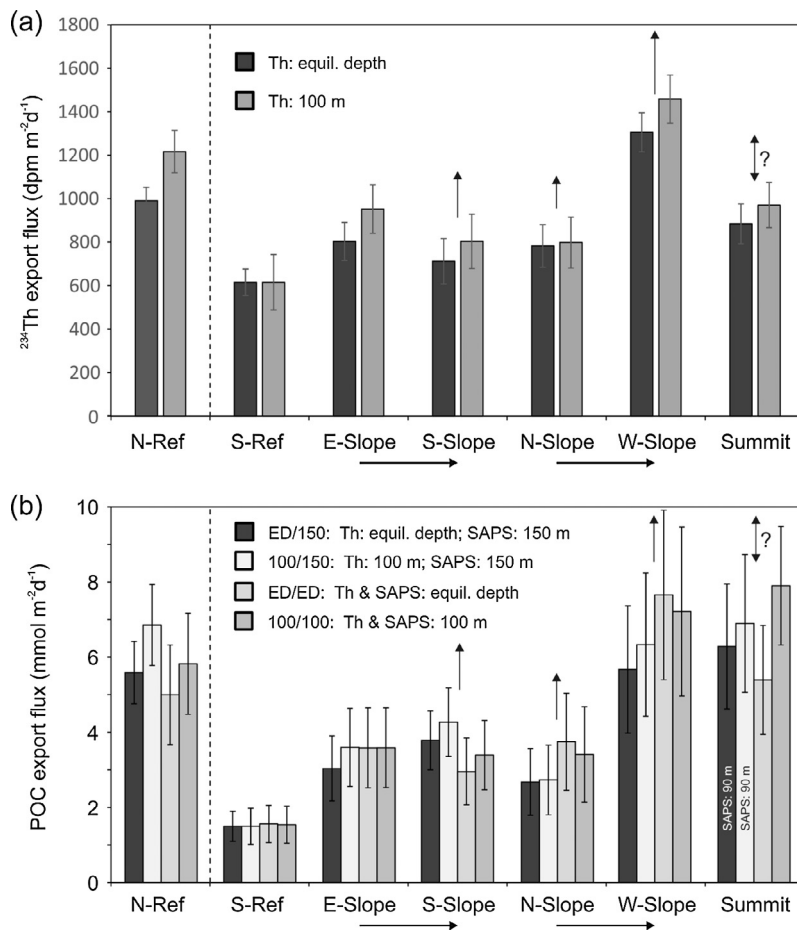 (a)
1800
1600
1400
1200
1000
800
600
400
200
0
²³⁴Th export flux (dpm m⁻²d⁻¹)
Th: equil. depth
Th: 100 m
?
N-Ref S-Ref E-Slope S-Slope N-Slope W-Slope Summit
(b)
10
8
6
4
2
0
POC export flux (mmol m⁻²d⁻¹)
ED/150: Th: equil. depth; SAPS: 150 m
100/150: Th: 100 m; SAPS: 150 m
ED/ED: Th & SAPS: equil. depth
100/100: Th & SAPS: 100 m
?
SAPS: 90 m
SAPS: 90 m
N-Ref S-Ref E-Slope S-Slope N-Slope W-Slope Summit